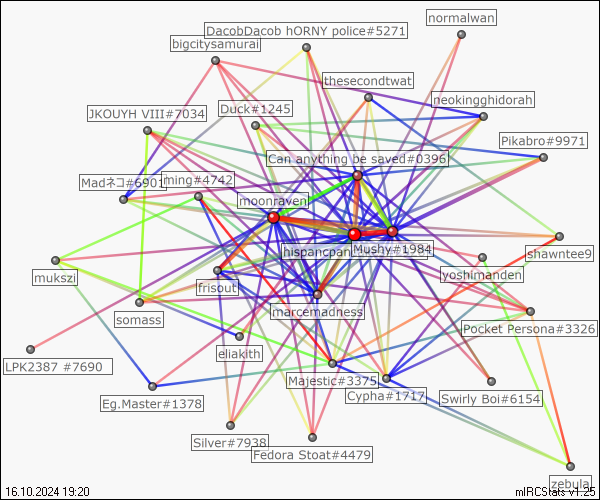 normalwan
DacobDacob hORNY police#5271
bigcitysamurai
thesecondtwat
neokingghidorah
JKOUYH VIII#7034
Duck#1245
Pikabro#9971
Can anything be saved#0396
Madネコ#6901
ming#4742
moonraven
hispancpan
Mushy#1984
shawntee9
mukszi
frisout
yoshimanden
somass
marcemadness
Pocket Persona#3326
eliakith
LPK2387 #7690
Majestic#3375
Eg.Master#1378
Cypha#1717
Swirly Boi#6154
Silver#7938
Fedora Stoat#4479
zebula
16.10.2024 19:20
mIRCStats v1.25